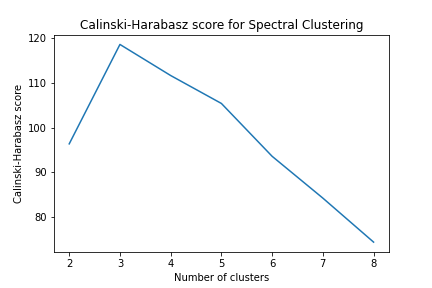 Calinski-Harabasz score for Spectral Clustering
120
110
100
90
80
Calinski-Harabasz score
2 3 4 5 6 7 8
Number of clusters